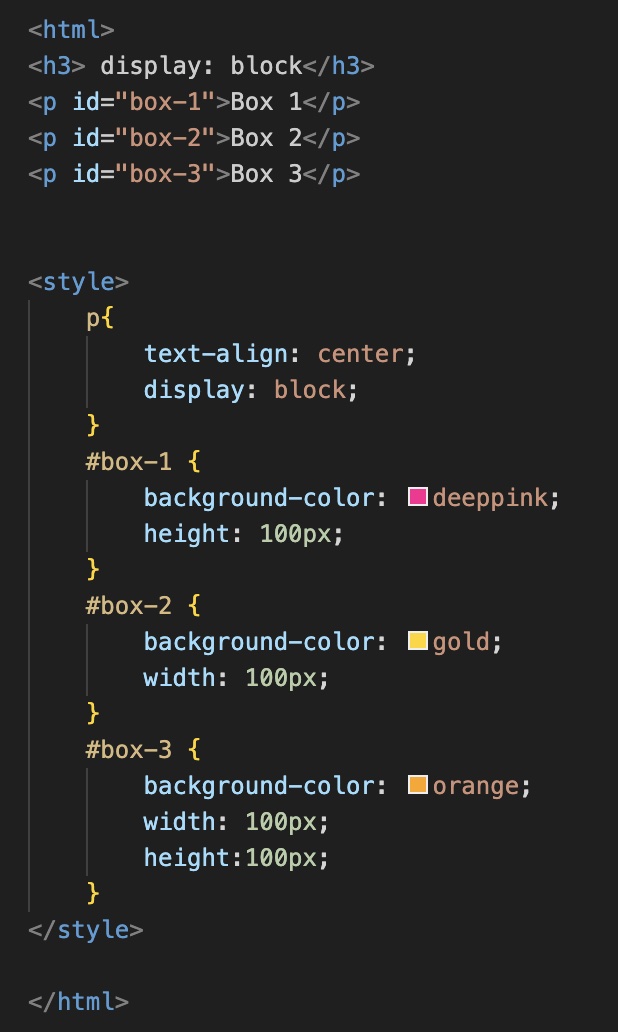 <html>
<h3> display: block</h3>
<p id="box-1">Box 1</p>
<p id="box-2">Box 2</p>
<p id="box-3">Box 3</p>
<style>
p{
text-align: center;
display: block;
}
#box-1 {
background-color: deeppink;
height: 100px;
}
#box-2 {
background-color: gold;
width: 100px;
}
#box-3 {
background-color: orange;
width: 100px;
height:100px;
}
</style>
</html>